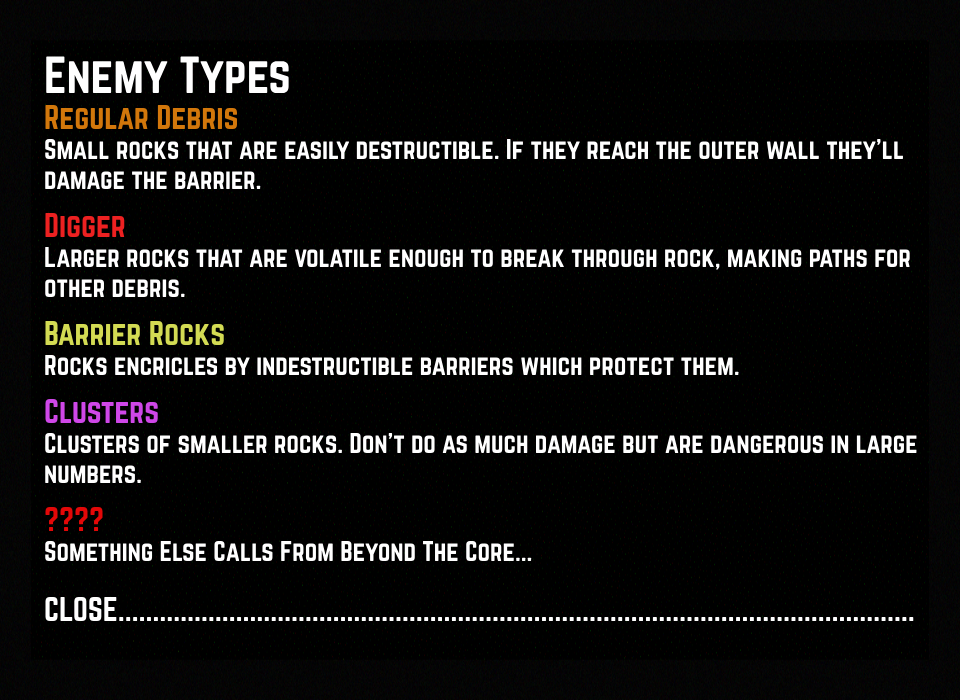 Enemy Types
Regular Debris
Small rocks that are easily destructible. If they reach the outer wall they'll
damage the barrier.
Digger
Larger rocks that are volatile enough to break through rock, making paths for
other debris.
Barrier Rocks
Rocks encricles by indestructible barriers which protect them.
Clusters
Clusters of smaller rocks. Don't do as much damage but are dangerous in large
numbers.
????
Something Else Calls From Beyond The Core...
CLOSE...................................................................................................................